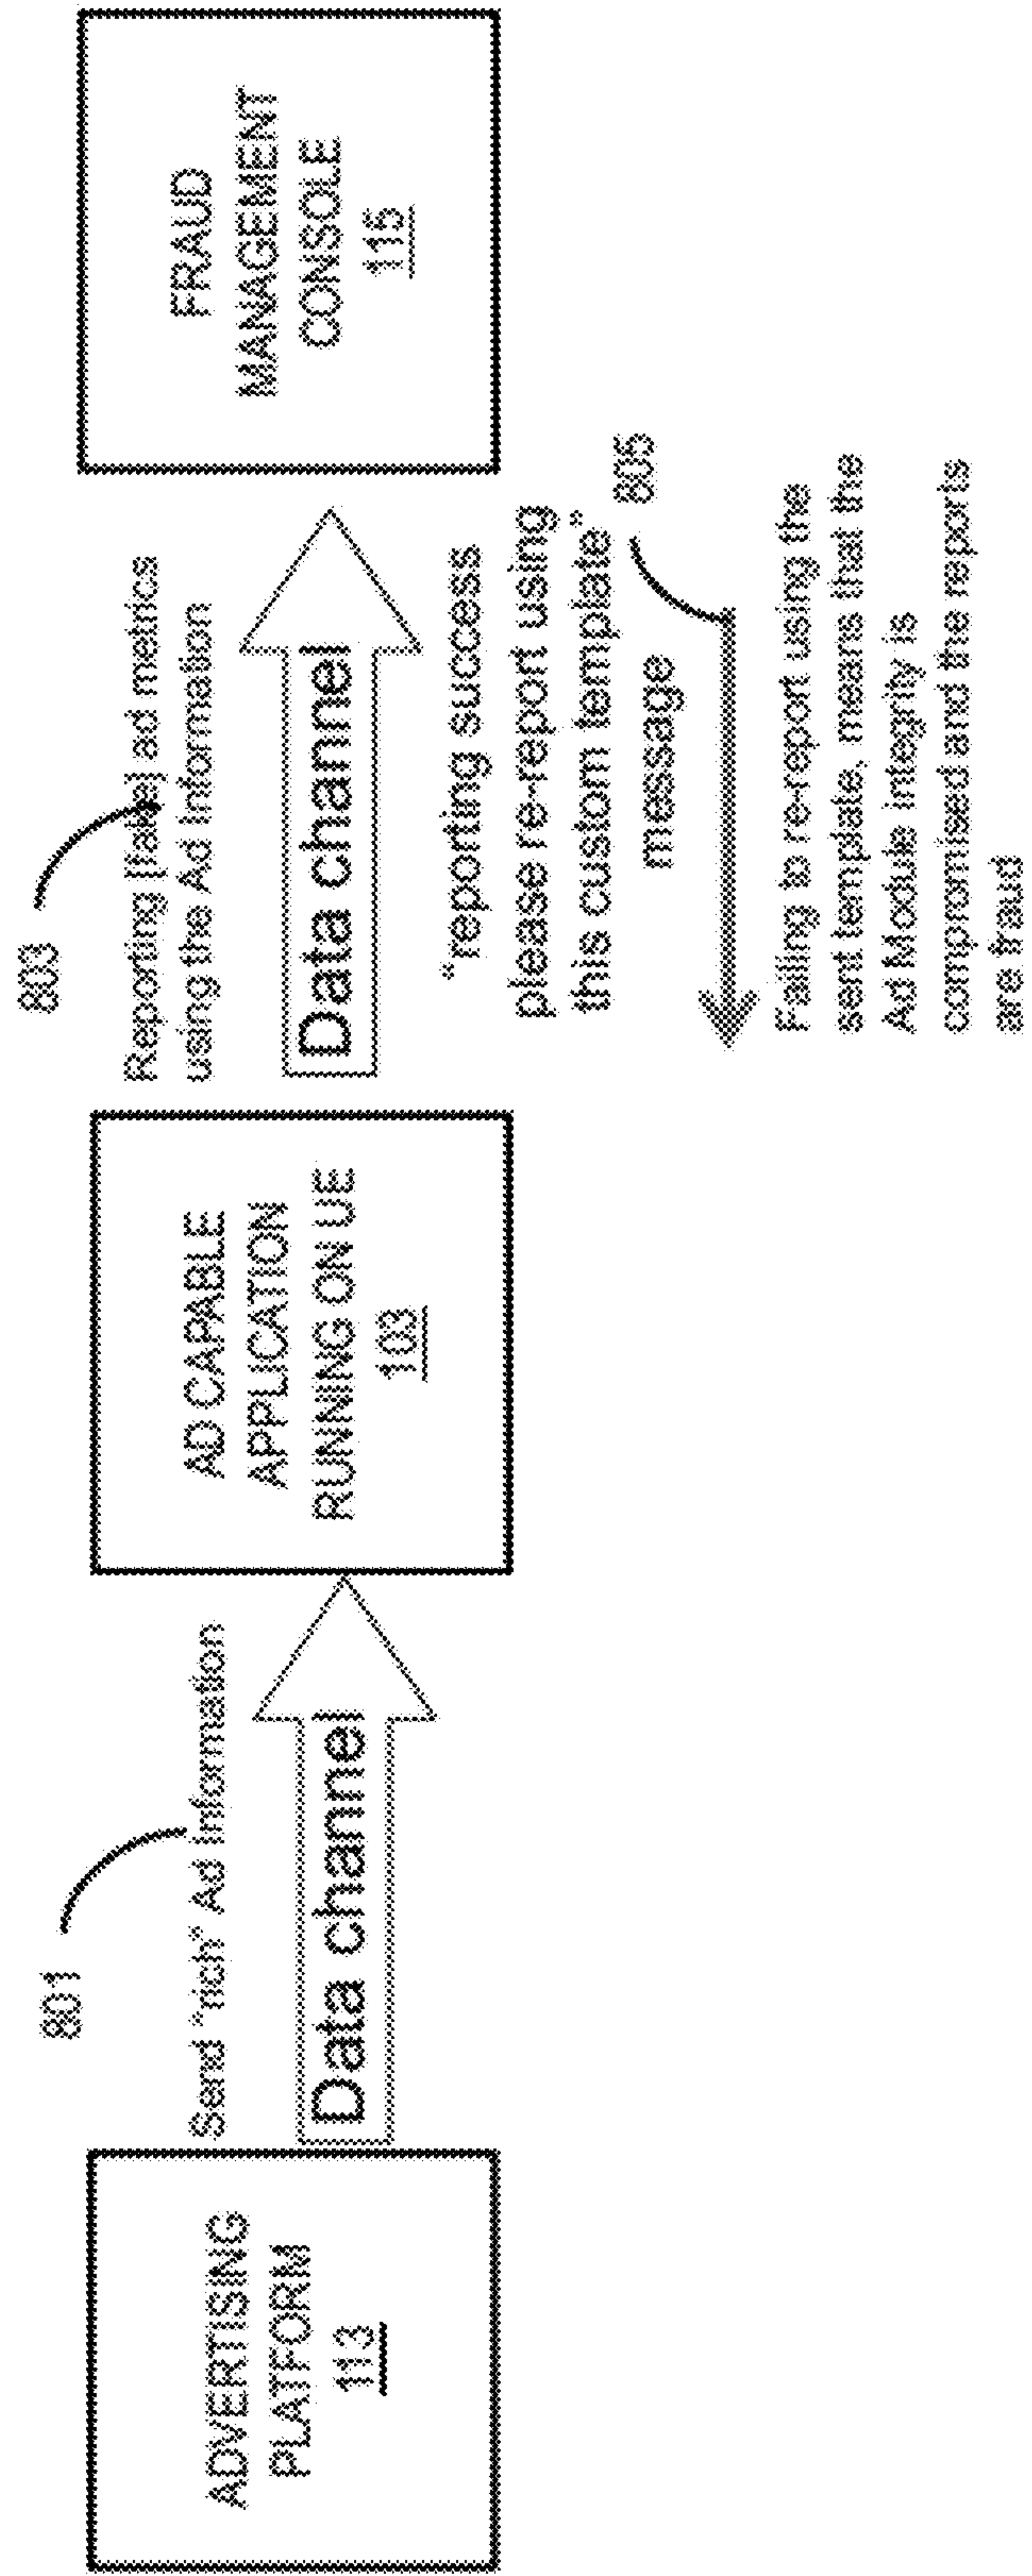 ADVERTISING
PLATFORM
113
801
Send "rich" Ad Information
Data channel
AD CAPABLE
APPLICATION
RUNNING ON UE
103
803
Reporting [fake] ad metrics
using the Ad Information
Data channel
"reporting success
please re-report using
this custom template"
message
805
Failing to re-report using the
sent template, means that the
Ad Module integrity is
compromised and the reports
are fraud
FRAUD
MANAGEMENT
CONSOLE
115